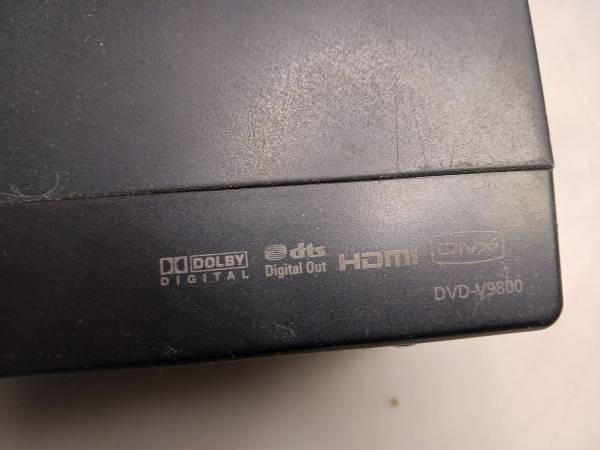 DOLBY
DIGITAL
dts
Digital Out
HDMI
DIVX
DVD-V9800